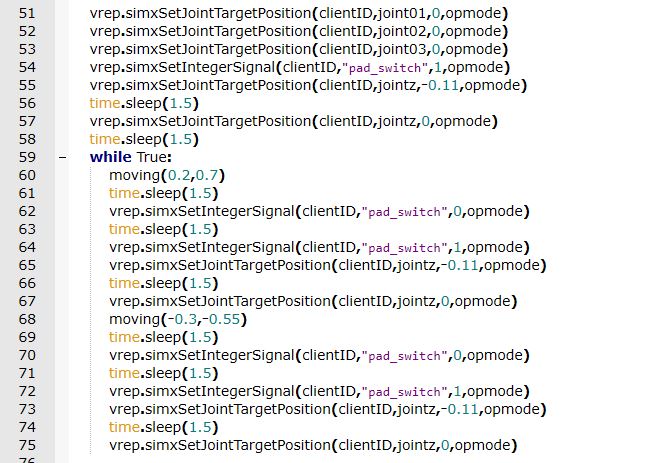 51 vrep.simxSetJointTargetPosition(clientID,joint01,0,opmode)
52 vrep.simxSetJointTargetPosition(clientID,joint02,0,opmode)
53 vrep.simxSetJointTargetPosition(clientID,joint03,0,opmode)
54 vrep.simxSetIntegerSignal(clientID,"pad_switch",1,opmode)
55 vrep.simxSetJointTargetPosition(clientID,jointz,-0.11,opmode)
56 time.sleep(1.5)
57 vrep.simxSetJointTargetPosition(clientID,jointz,0,opmode)
58 time.sleep(1.5)
59 while True:
60 moving(0.2,0.7)
61 time.sleep(1.5)
62 vrep.simxSetIntegerSignal(clientID,"pad_switch",0,opmode)
63 time.sleep(1.5)
64 vrep.simxSetIntegerSignal(clientID,"pad_switch",1,opmode)
65 vrep.simxSetJointTargetPosition(clientID,jointz,-0.11,opmode)
66 time.sleep(1.5)
67 vrep.simxSetJointTargetPosition(clientID,jointz,0,opmode)
68 moving(-0.3,-0.55)
69 time.sleep(1.5)
70 vrep.simxSetIntegerSignal(clientID,"pad_switch",0,opmode)
71 time.sleep(1.5)
72 vrep.simxSetIntegerSignal(clientID,"pad_switch",1,opmode)
73 vrep.simxSetJointTargetPosition(clientID,jointz,-0.11,opmode)
74 time.sleep(1.5)
75 vrep.simxSetJointTargetPosition(clientID,jointz,0,opmode)